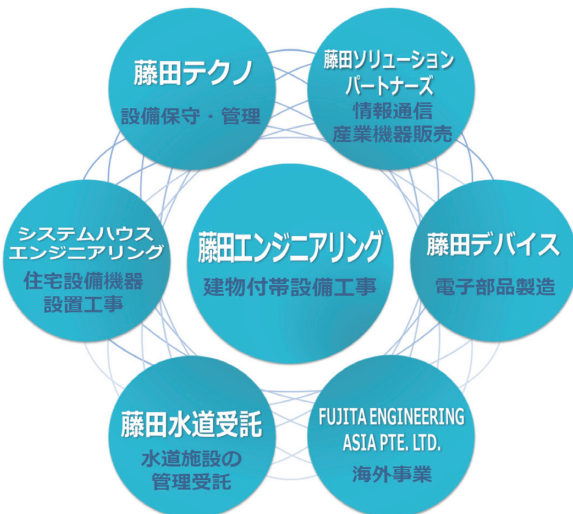 藤田テクノ
設備保守・管理
藤田ソリューション
パートナーズ
情報通信
産業機器販売
システムハウス
エンジニアリング
住宅設備機器
設置工事
藤田エンジニアリング
建物付帯設備工事
藤田デバイス
電子部品製造
藤田水道受託
水道施設の
管理受託
FUJITA ENGINEERING
ASIA PTE. LTD.
海外事業